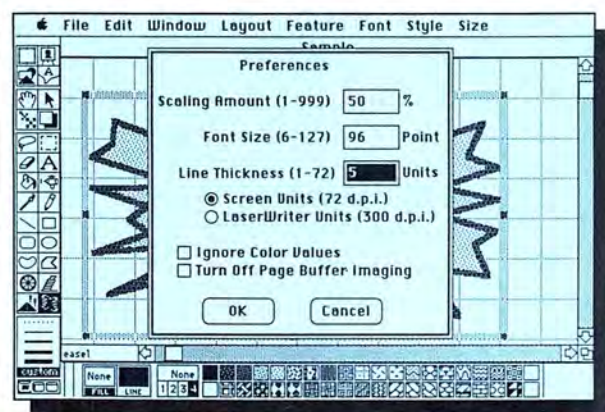 File Edit Window Layout Feature Font Style Size
Sample
Preferences
Scaling Amount (1-999) 50 %
Font Size (6-127) 96 Point
Line Thickness (1-72) 5 Units
Screen Units (72 d.p.i.)
LaserWriter Units (300 d.p.i.)
Ignore Color Values
Turn Off Page Buffer Imaging
OK Cancel
easel
custom
None None
FILL LINE 1 2 3 4